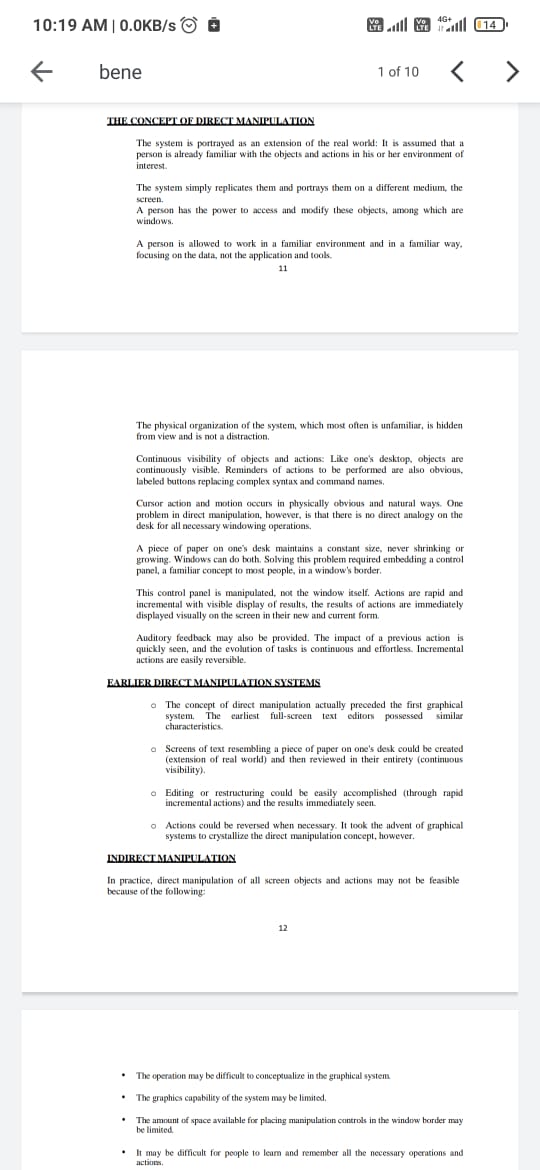 10:19 AM | 0.0KB/s
Vo LTE
Vo LTE
4G+
14
bene
1 of 10
THE CONCEPT OF DIRECT MANIPULATION
The system is portrayed as an extension of the real world: It is assumed that a
person is already familiar with the objects and actions in his or her environment of
interest.
The system simply replicates them and portrays them on a different medium, the
screen.
A person has the power to access and modify these objects, among which are
windows.
A person is allowed to work in a familiar environment and in a familiar way,
focusing on the data, not the application and tools.
11
The physical organization of the system, which most often is unfamiliar, is hidden
from view and is not a distraction.
Continuous visibility of objects and actions: Like one's desktop, objects are
continuously visible. Reminders of actions to be performed are also obvious,
labeled buttons replacing complex syntax and command names.
Cursor action and motion occurs in physically obvious and natural ways. One
problem in direct manipulation, however, is that there is no direct analogy on the
desk for all necessary windowing operations.
A piece of paper on one's desk maintains a constant size, never shrinking or
growing. Windows can do both. Solving this problem required embedding a control
panel, a familiar concept to most people, in a window's border.
This control panel is manipulated, not the window itself. Actions are rapid and
incremental with visible display of results, the results of actions are immediately
displayed visually on the screen in their new and current form.
Auditory feedback may also be provided. The impact of a previous action is
quickly seen, and the evolution of tasks is continuous and effortless. Incremental
actions are easily reversible.
EARLIER DIRECT MANIPULATION SYSTEMS
o The concept of direct manipulation actually preceded the first graphical
system. The earliest full-screen text editors possessed similar
characteristics.
o Screens of text resembling a piece of paper on one's desk could be created
(extension of real world) and then reviewed in their entirety (continuous
visibility).
o Editing or restructuring could be easily accomplished (through rapid
incremental actions) and the results immediately seen.
o Actions could be reversed when necessary. It took the advent of graphical
systems to crystallize the direct manipulation concept, however.
INDIRECT MANIPULATION
In practice, direct manipulation of all screen objects and actions may not be feasible
because of the following:
12
• The operation may be difficult to conceptualize in the graphical system.
• The graphics capability of the system may be limited.
• The amount of space available for placing manipulation controls in the window border may
be limited.
• It may be difficult for people to learn and remember all the necessary operations and
actions.